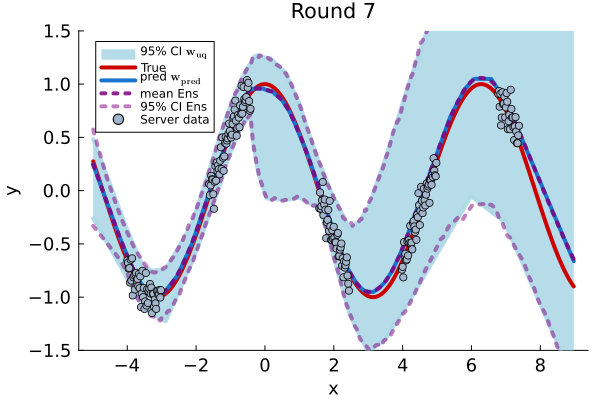 Round 7
95% CI w_uq
True
pred w_pred
mean Ens
95% CI Ens
Server data
y
1.5
1.0
0.5
0.0
−0.5
−1.0
−1.5
−4 −2 0 2 4 6 8
x